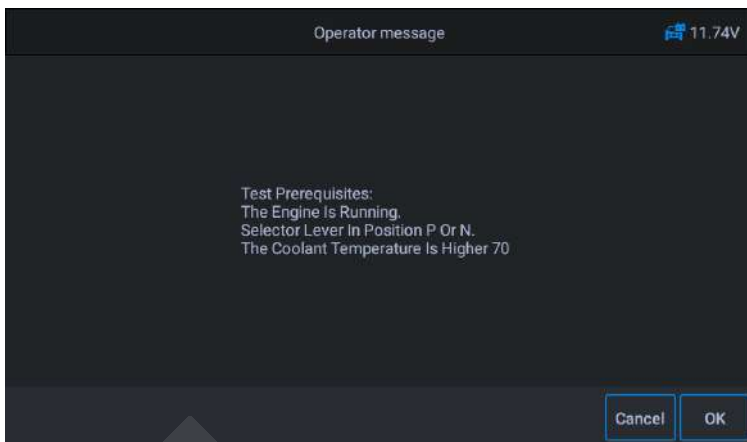 Operator message
11.74V
Test Prerequisites:
The Engine Is Running.
Selector Lever In Position P Or N.
The Coolant Temperature Is Higher 70
Cancel
OK